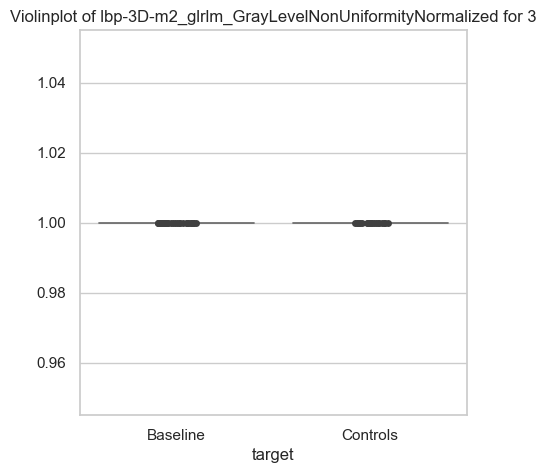 Violinplot of lbp-3D-m2_glrlm_GrayLevelNonUniformityNormalized for 3
1.04
1.02
1.00
0.98
0.96
Baseline Controls
target